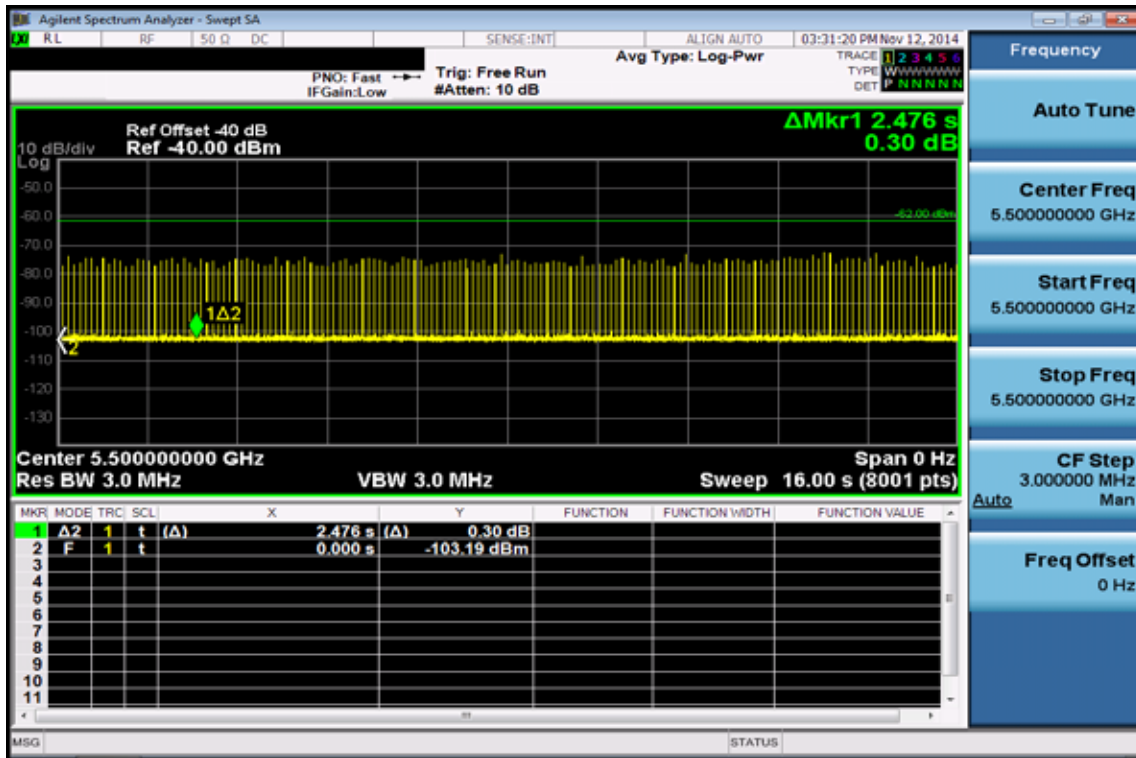 Agilent Spectrum Analyzer - Swept SA
RL RF 50 Ω DC SENSE:INT ALIGN AUTO 03:31:20 PM Nov 12, 2014
PNO: Fast
IFGain:Low
Trig: Free Run
#Atten: 10 dB
Avg Type: Log-Pwr
TRACE 1 2 3 4 5 6
TYPE WWWWWWW
DET P N N N N N
Ref Offset -40 dB
10 dB/div Ref -40.00 dBm
ΔMkr1 2.476 s
0.30 dB
Log
-50.0
-60.0
-62.00 dBm
-70.0
-80.0
-90.0
1Δ2
-100
2
-110
-120
-130
Center 5.500000000 GHz Span 0 Hz
Res BW 3.0 MHz VBW 3.0 MHz Sweep 16.00 s (8001 pts)
MKR MODE TRC SCL X Y FUNCTION FUNCTION WIDTH FUNCTION VALUE
1 Δ2 1 t (Δ) 2.476 s (Δ) 0.30 dB
2 F 1 t 0.000 s -103.19 dBm
3
4
5
6
7
8
9
10
11
MSG STATUS
Frequency
Auto Tune
Center Freq
5.500000000 GHz
Start Freq
5.500000000 GHz
Stop Freq
5.500000000 GHz
CF Step
3.000000 MHz
Auto Man
Freq Offset
0 Hz